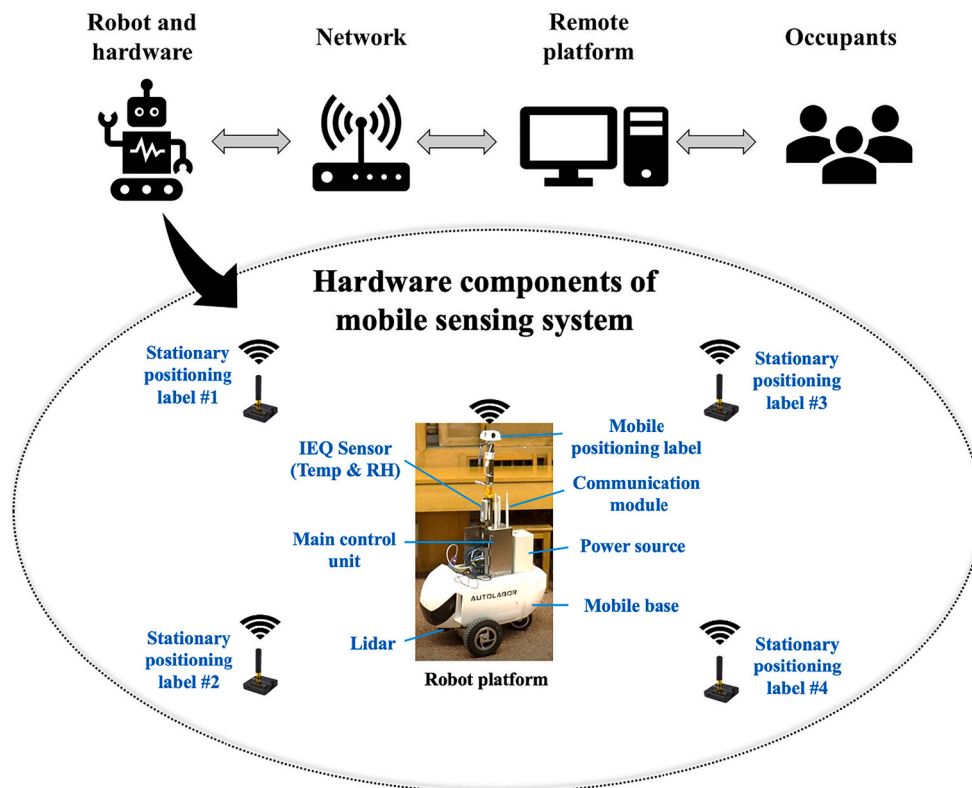 Robot and
hardware
Network
Remote
platform
Occupants
Hardware components of
mobile sensing system
Stationary
positioning
label #1
Stationary
positioning
label #3
IEQ Sensor
(Temp & RH)
Mobile
positioning label
Communication
module
Main control
unit
Power source
AUTOLABOR
Mobile base
Lidar
Stationary
positioning
label #2
Stationary
positioning
label #4
Robot platform